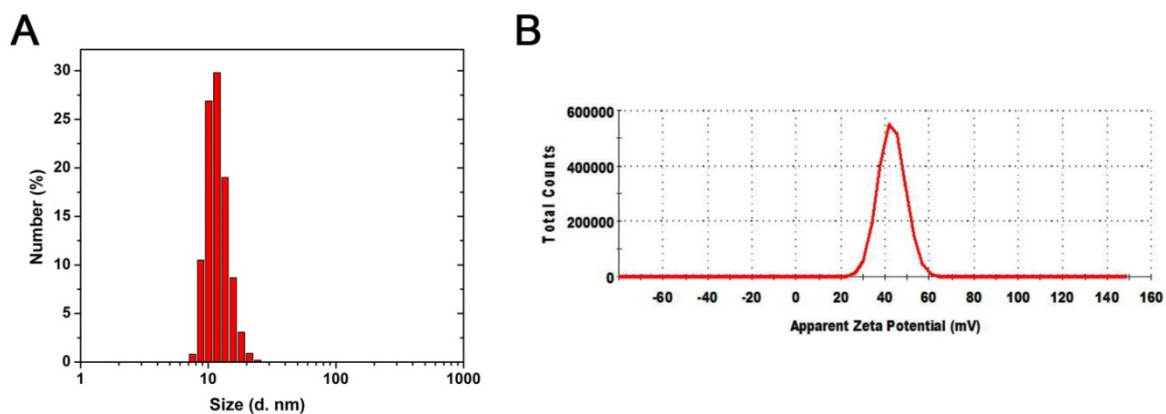 A
30
25
20
15
10
5
0
Number (%)
1 10 100 1000
Size (d. nm)
B
600000
400000
200000
0
Total Counts
-60 -40 -20 0 20 40 60 80 100 120 140 160
Apparent Zeta Potential (mV)